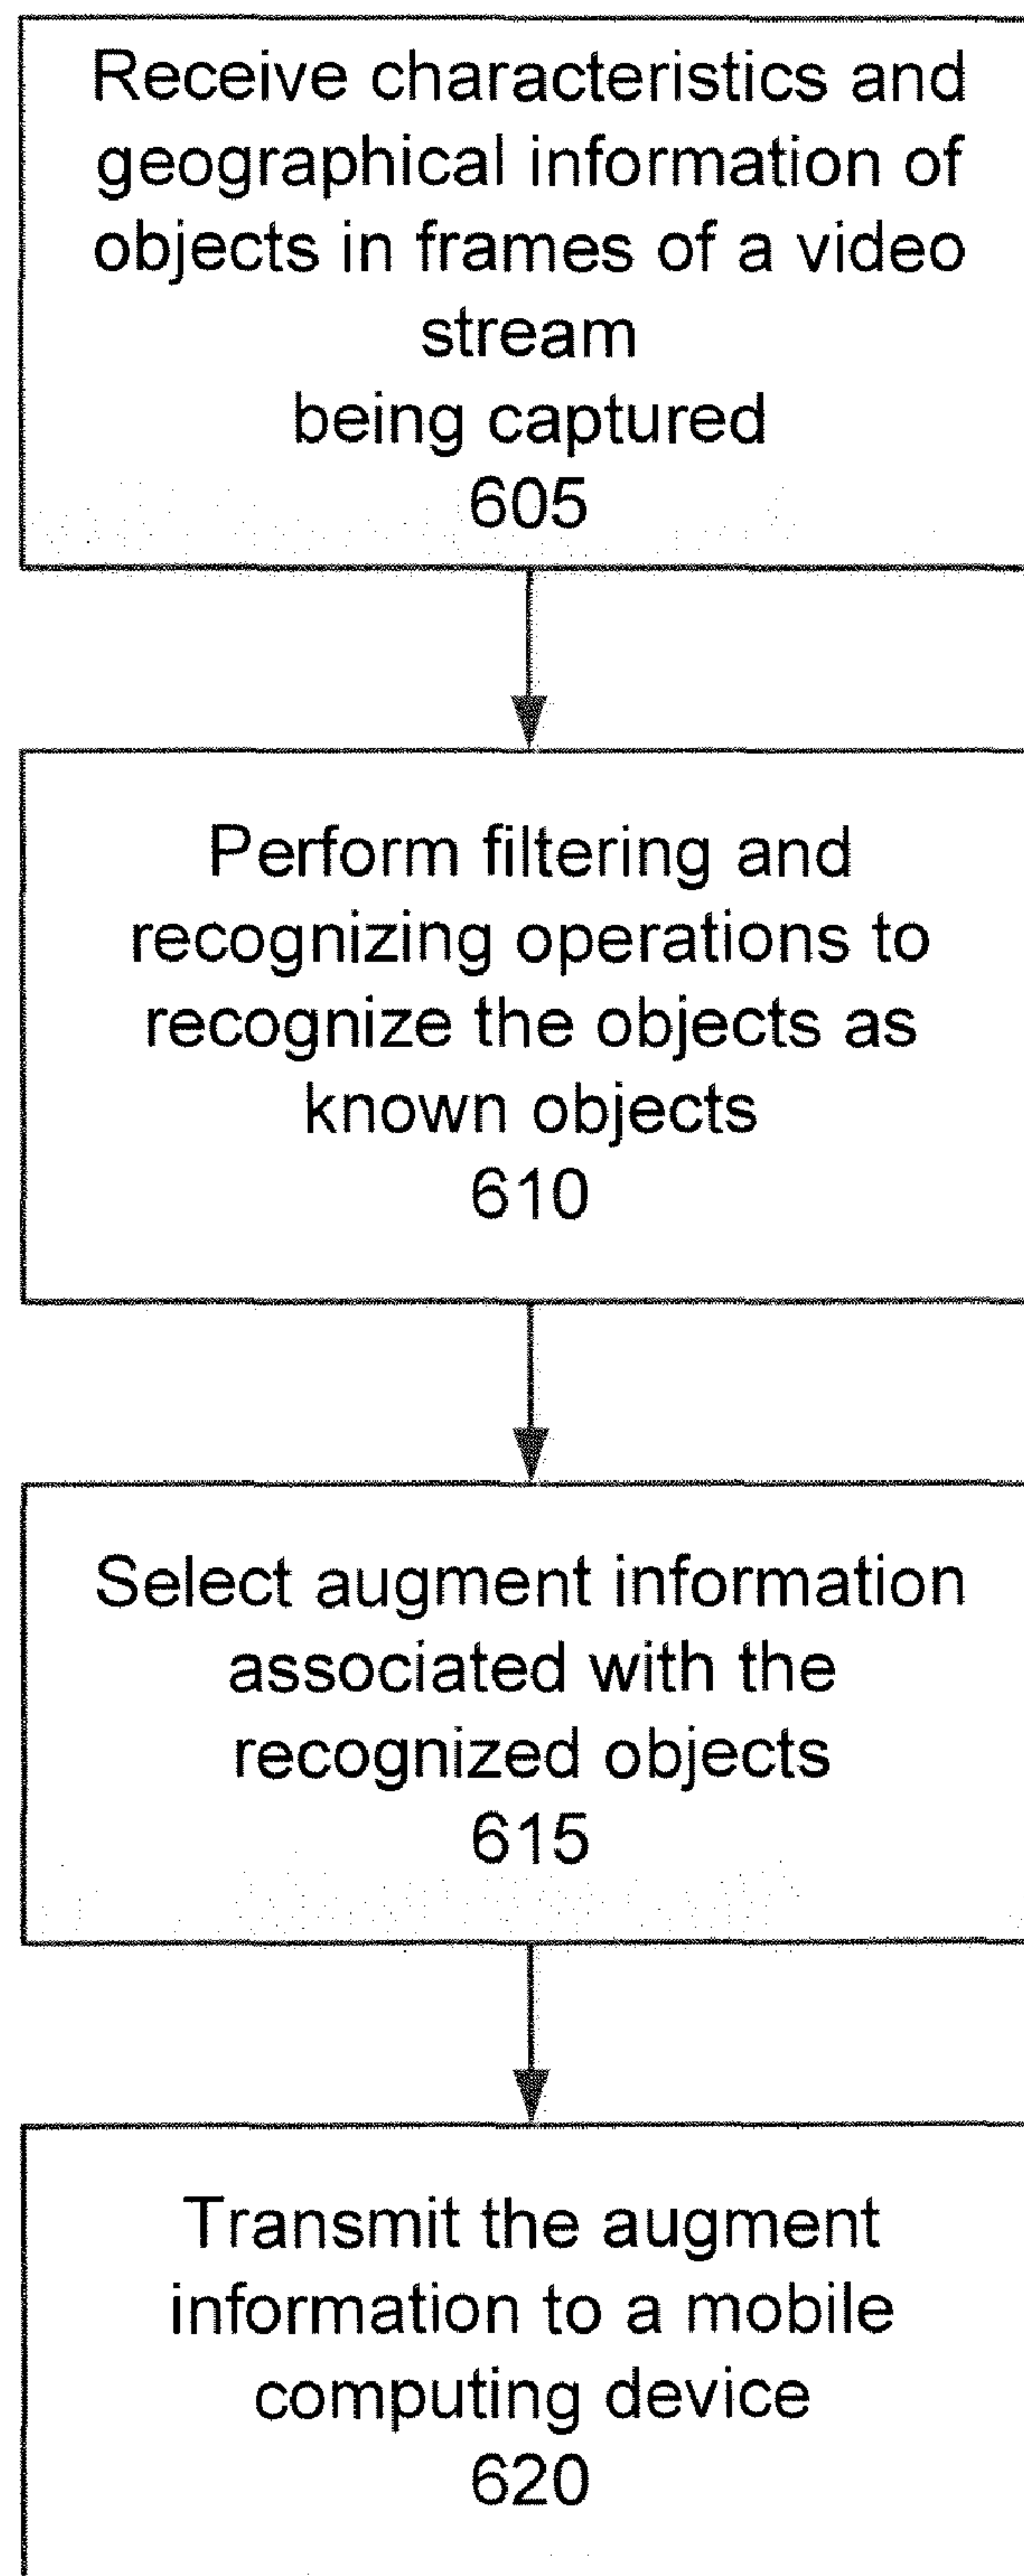 Receive characteristics and
geographical information of
objects in frames of a video
stream
being captured
605
Perform filtering and
recognizing operations to
recognize the objects as
known objects
610
Select augment information
associated with the
recognized objects
615
Transmit the augment
information to a mobile
computing device
620